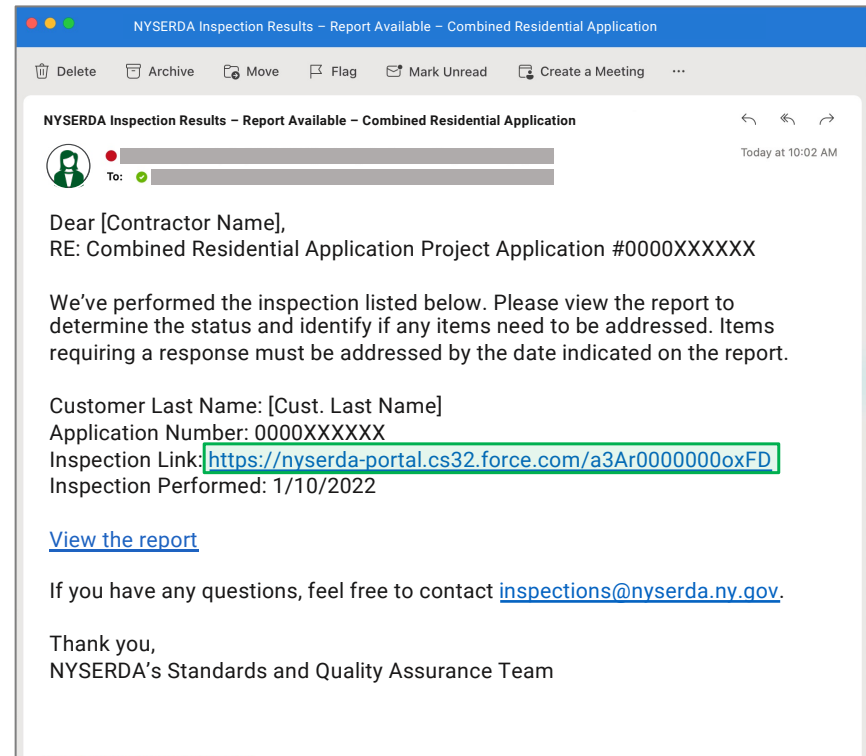 NYSERDA Inspection Results – Report Available – Combined Residential Application
Delete Archive Move Flag Mark Unread Create a Meeting ...
NYSERDA Inspection Results – Report Available – Combined Residential Application
Today at 10:02 AM
To:
Dear [Contractor Name],
RE: Combined Residential Application Project Application #0000XXXXXX
We’ve performed the inspection listed below. Please view the report to
determine the status and identify if any items need to be addressed. Items
requiring a response must be addressed by the date indicated on the report.
Customer Last Name: [Cust. Last Name]
Application Number: 0000XXXXXX
Inspection Link: https://nyserda-portal.cs32.force.com/a3Ar0000000oxFD
Inspection Performed: 1/10/2022
View the report
If you have any questions, feel free to contact inspections@nyserda.ny.gov.
Thank you,
NYSERDA’s Standards and Quality Assurance Team